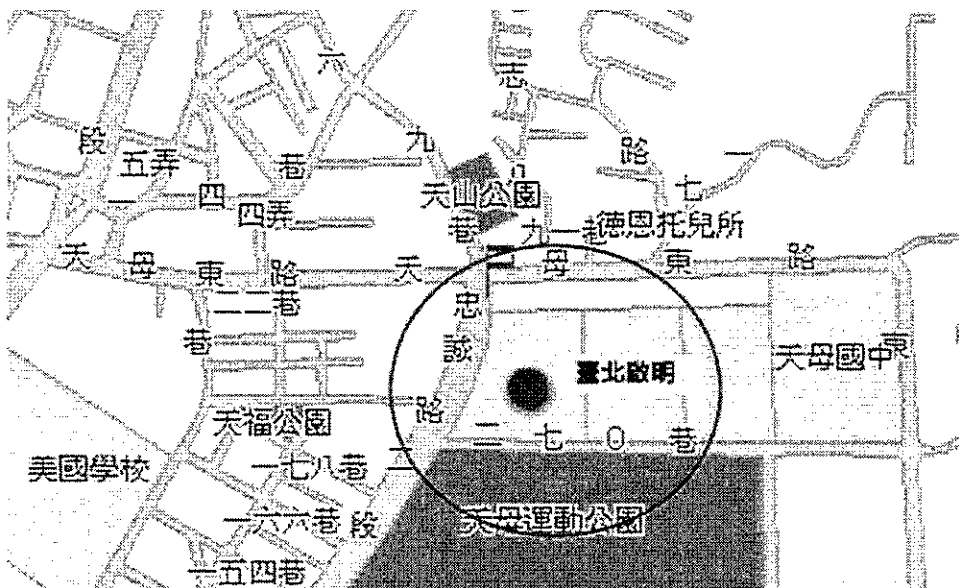 六
志
段
五弄
九
路
一
一四四弄
巷
天山公園
七
巷
九一巷
德恩托兒所
天母東路
天母東路
二二巷
巷
忠誠路二段
臺北啟明
東
天母國中
天福公園
二七0巷
美國學校
一七八巷
一六六巷
天母運動公園
一五四巷